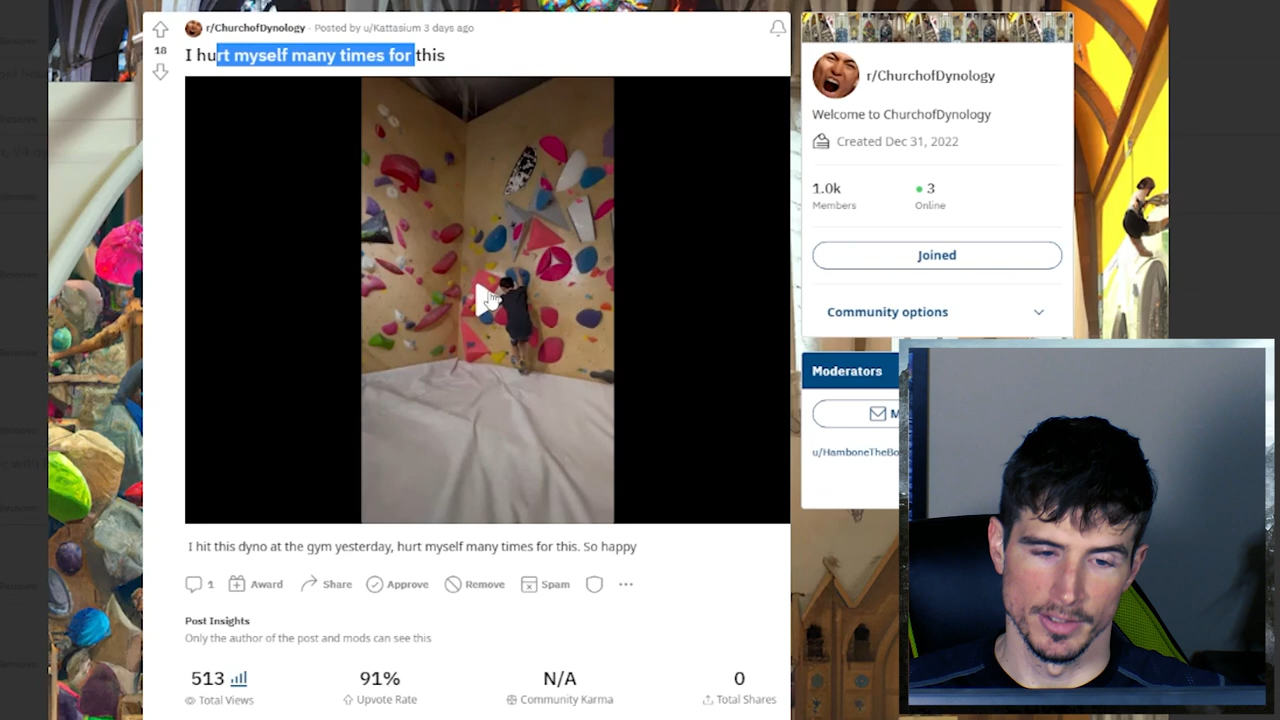 r/ChurchofDynology · Posted by u/Kattasium 3 days ago
18
I hurt myself many times for this
I hit this dyno at the gym yesterday, hurt myself many times for this. So happy
1 Award Share Approve Remove Spam ...
Post Insights
Only the author of the post and mods can see this
513 91% N/A 0
Total Views Upvote Rate Community Karma Total Shares
r/ChurchofDynology
Welcome to ChurchofDynology
Created Dec 31, 2022
1.0k 3
Members Online
Joined
Community options
Moderators
M
u/HamboneTheBo